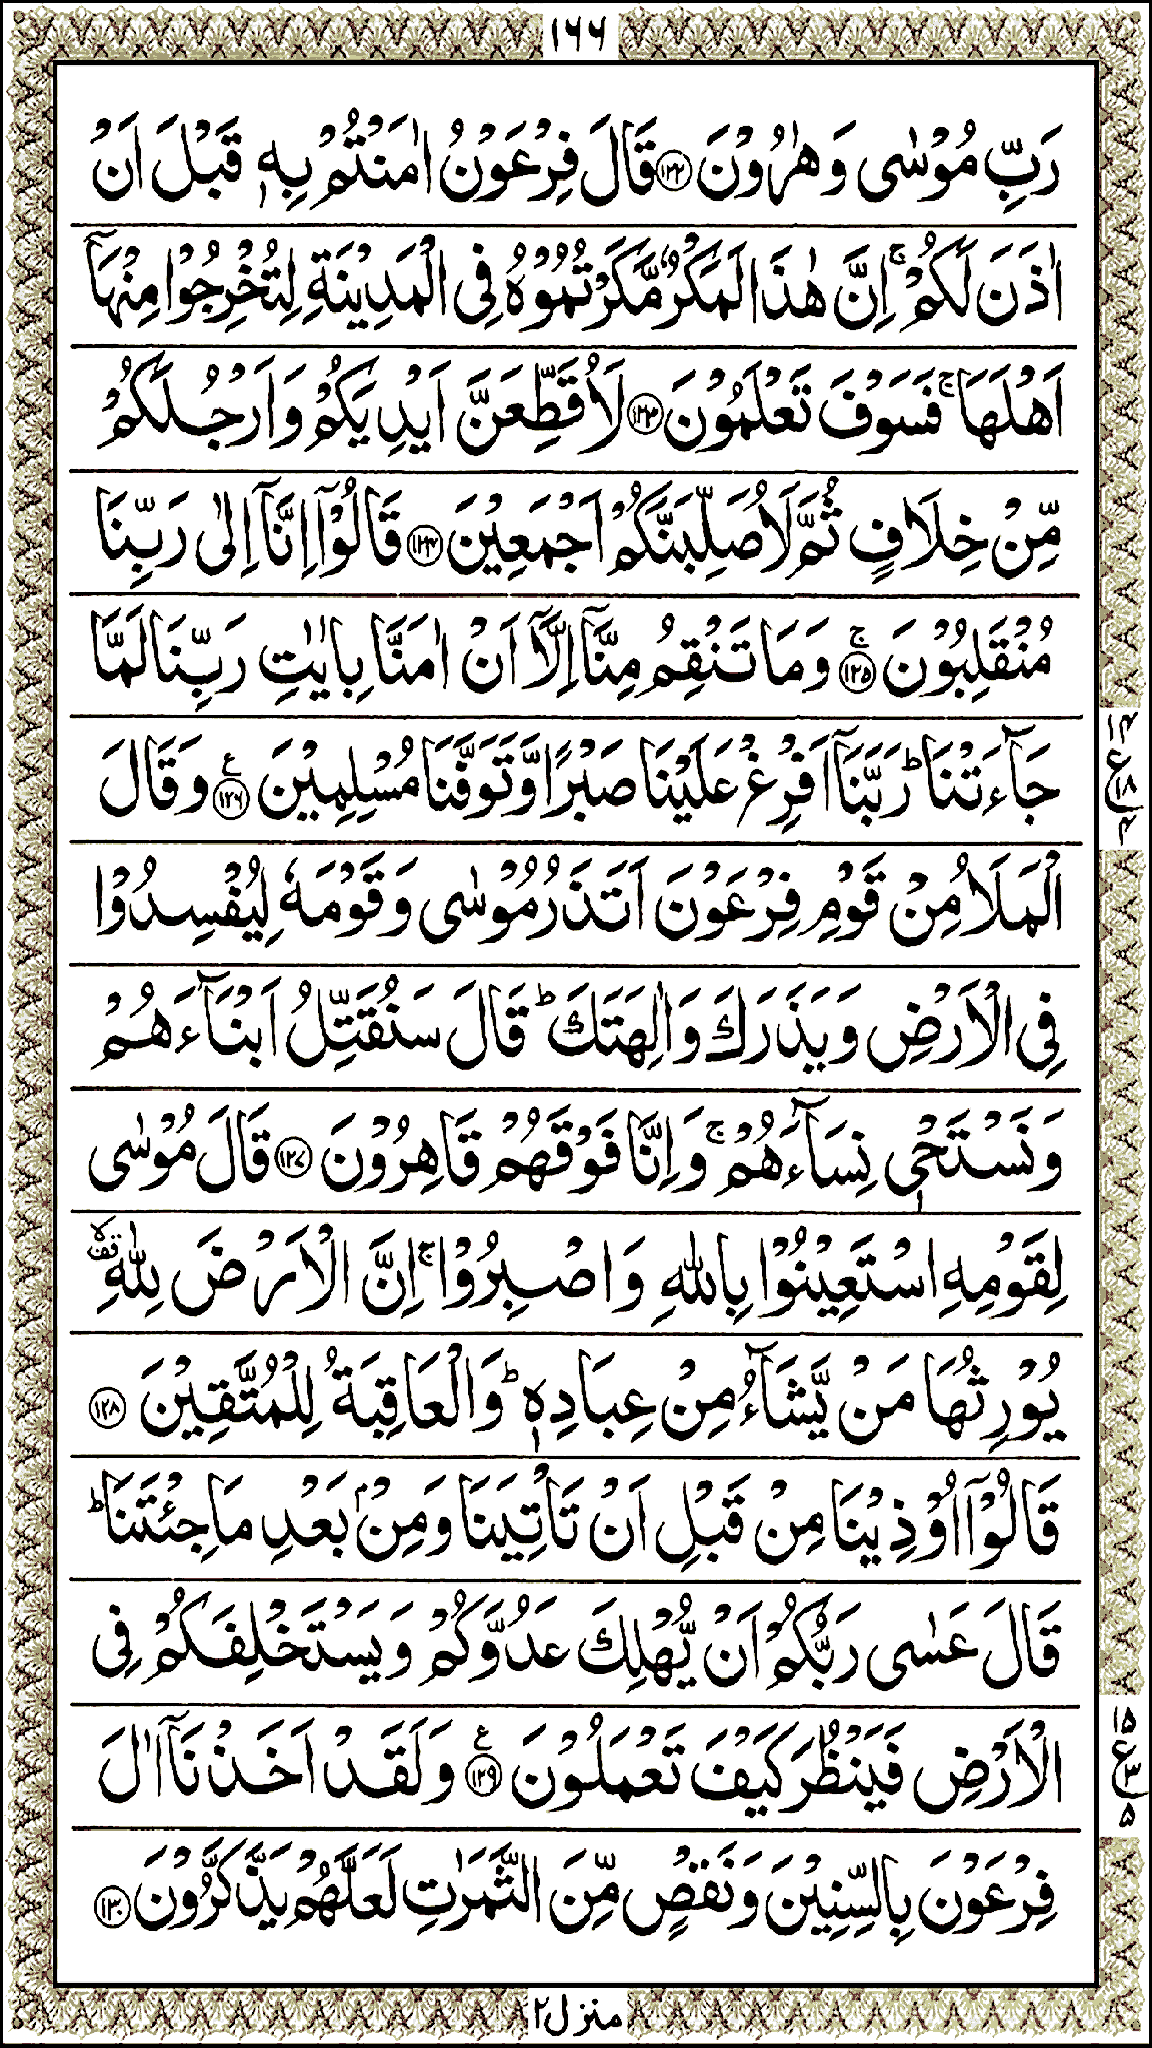 ١٦٦
رَبِّ مُوْسٰى وَهٰرُوْنَ ﴿١٢٢﴾ قَالَ فِرْعَوْنُ اٰمَنْتُمْ بِهٖ قَبْلَ اَنْ
اٰذَنَ لَكُمْ ۚ اِنَّ هٰذَا لَمَكْرٌ مَّكَرْتُمُوْهُ فِى الْمَدِيْنَةِ لِتُخْرِجُوْا مِنْهَاۤ
اَهْلَهَا ۚ فَسَوْفَ تَعْلَمُوْنَ ﴿١٢٣﴾ لَاُقَطِّعَنَّ اَيْدِيَكُمْ وَاَرْجُلَكُمْ
مِّنْ خِلَافٍ ثُمَّ لَاُصَلِّبَنَّكُمْ اَجْمَعِيْنَ ﴿١٢٤﴾ قَالُوْۤا اِنَّاۤ اِلٰى رَبِّنَا
مُنْقَلِبُوْنَ ۚ﴿١٢٥﴾ وَمَا تَنْقِمُ مِنَّاۤ اِلَّاۤ اَنْ اٰمَنَّا بِاٰيٰتِ رَبِّنَا لَمَّا
جَآءَتْنَا ؕ رَبَّنَاۤ اَفْرِغْ عَلَيْنَا صَبْرًا وَّتَوَفَّنَا مُسْلِمِيْنَ ﴿١٢٦﴾ ع وَقَالَ
١٤
ع ١٨
٤
الْمَلَاُ مِنْ قَوْمِ فِرْعَوْنَ اَتَذَرُ مُوْسٰى وَقَوْمَهٗ لِيُفْسِدُوْا
فِى الْاَرْضِ وَيَذَرَكَ وَاٰلِهَتَكَ ؕ قَالَ سَنُقَتِّلُ اَبْنَآءَهُمْ
وَنَسْتَحْىٖ نِسَآءَهُمْ ۚ وَاِنَّا فَوْقَهُمْ قَاهِرُوْنَ ﴿١٢٧﴾ قَالَ مُوْسٰى
لِقَوْمِهِ اسْتَعِيْنُوْا بِاللّٰهِ وَاصْبِرُوْا ۚ اِنَّ الْاَرْضَ لِلّٰهِ ۙقف
يُوْرِثُهَا مَنْ يَّشَآءُ مِنْ عِبَادِهٖ ؕ وَالْعَاقِبَةُ لِلْمُتَّقِيْنَ ﴿١٢٨﴾
قَالُوْۤا اُوْذِيْنَا مِنْ قَبْلِ اَنْ تَاْتِيَنَا وَمِنْۢ بَعْدِ مَا جِئْتَنَا ؕ
قَالَ عَسٰى رَبُّكُمْ اَنْ يُّهْلِكَ عَدُوَّكُمْ وَيَسْتَخْلِفَكُمْ فِى
الْاَرْضِ فَيَنْظُرَ كَيْفَ تَعْمَلُوْنَ ﴿١٢٩﴾ ع وَلَقَدْ اَخَذْنَاۤ اٰلَ
١٥
ع ٣
٥
فِرْعَوْنَ بِالسِّنِيْنَ وَنَقْصٍ مِّنَ الثَّمَرٰتِ لَعَلَّهُمْ يَذَّكَّرُوْنَ ﴿١٣٠﴾
منزل ٢